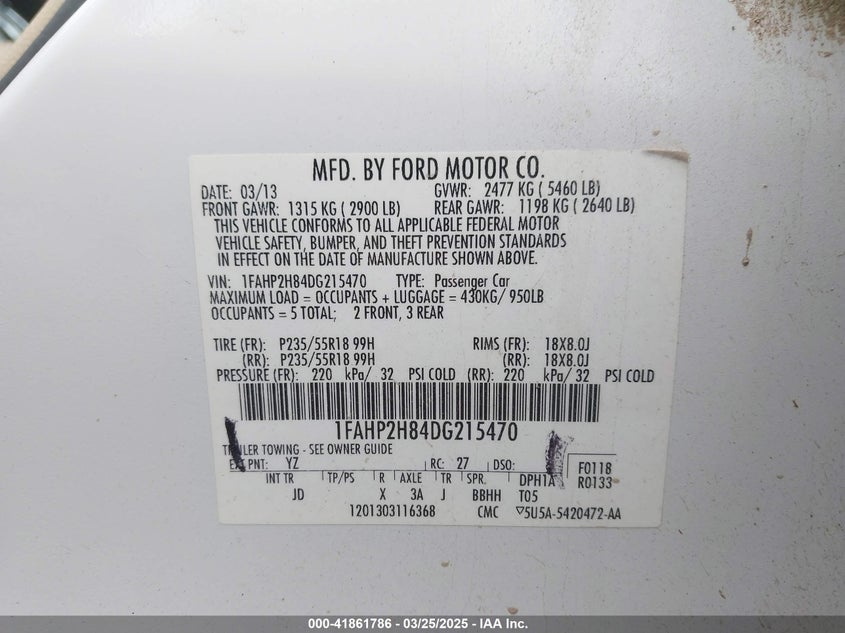 MFD. BY FORD MOTOR CO.
DATE: 03/13 GVWR: 2477 KG ( 5460 LB)
FRONT GAWR: 1315 KG ( 2900 LB) REAR GAWR: 1198 KG ( 2640 LB)
THIS VEHICLE CONFORMS TO ALL APPLICABLE FEDERAL MOTOR
VEHICLE SAFETY, BUMPER, AND THEFT PREVENTION STANDARDS
IN EFFECT ON THE DATE OF MANUFACTURE SHOWN ABOVE.
VIN: 1FAHP2H84DG215470 TYPE: Passenger Car
MAXIMUM LOAD = OCCUPANTS + LUGGAGE = 430KG/ 950LB
OCCUPANTS = 5 TOTAL; 2 FRONT, 3 REAR
TIRE (FR): P235/55R18 99H RIMS (FR): 18X8.0J
(RR): P235/55R18 99H (RR): 18X8.0J
PRESSURE (FR): 220 kPa/ 32 PSI COLD (RR): 220 kPa/ 32 PSI COLD
1FAHP2H84DG215470
TRAILER TOWING - SEE OWNER GUIDE
EXT PNT: YZ RC: 27 DSO: F0118
INT TR TP/PS R AXLE TR SPR. DPH1A R0133
JD X 3A J BBHH T05
1201303116368 CMC ▽5U5A-5420472-AA
000-41861786 - 03/25/2025 - IAA Inc.